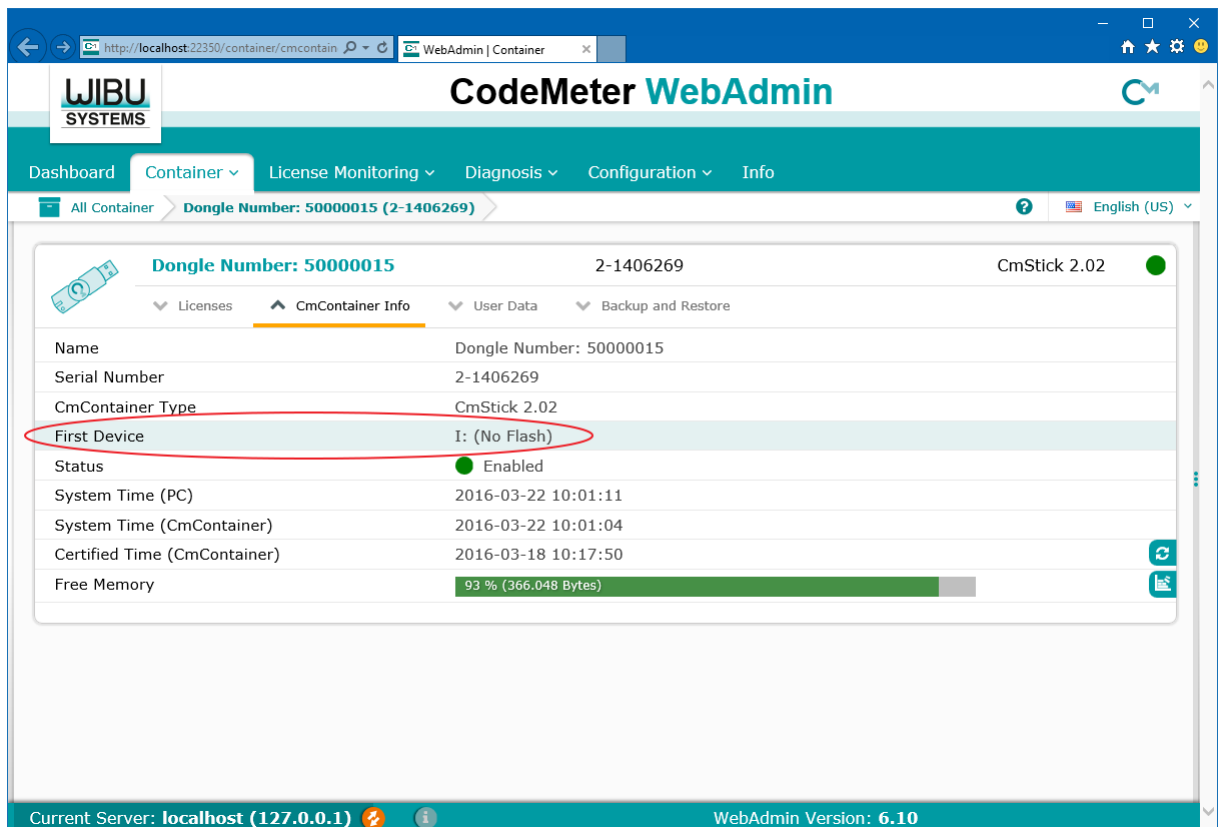 http://localhost:22350/container/cmcontain
WebAdmin | Container
WIBU
SYSTEMS
CodeMeter WebAdmin
Dashboard Container License Monitoring Diagnosis Configuration Info
All Container Dongle Number: 50000015 (2-1406269) English (US)
Dongle Number: 50000015 2-1406269 CmStick 2.02
Licenses CmContainer Info User Data Backup and Restore
Name Dongle Number: 50000015
Serial Number 2-1406269
CmContainer Type CmStick 2.02
First Device I: (No Flash)
Status Enabled
System Time (PC) 2016-03-22 10:01:11
System Time (CmContainer) 2016-03-22 10:01:04
Certified Time (CmContainer) 2016-03-18 10:17:50
Free Memory 93 % (366.048 Bytes)
Current Server: localhost (127.0.0.1) WebAdmin Version: 6.10